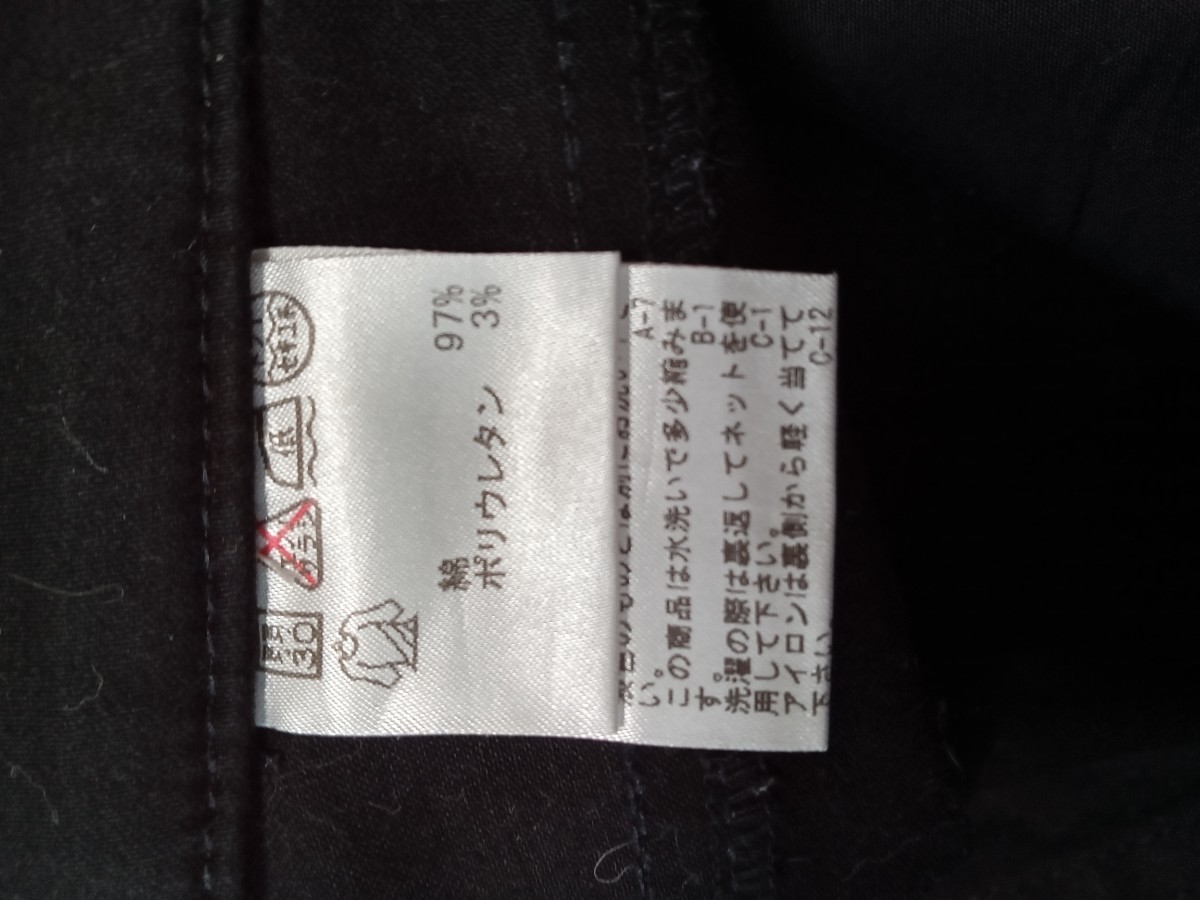 低
30
綿 97%
ポリウレタン 3%
い。 A-7
この商品は水洗いで多少縮みま
す。 B-1
洗濯の際は裏返してネットを使
用して下さい。 C-1
アイロンは裏側から軽く当てて
下さい。 C-12